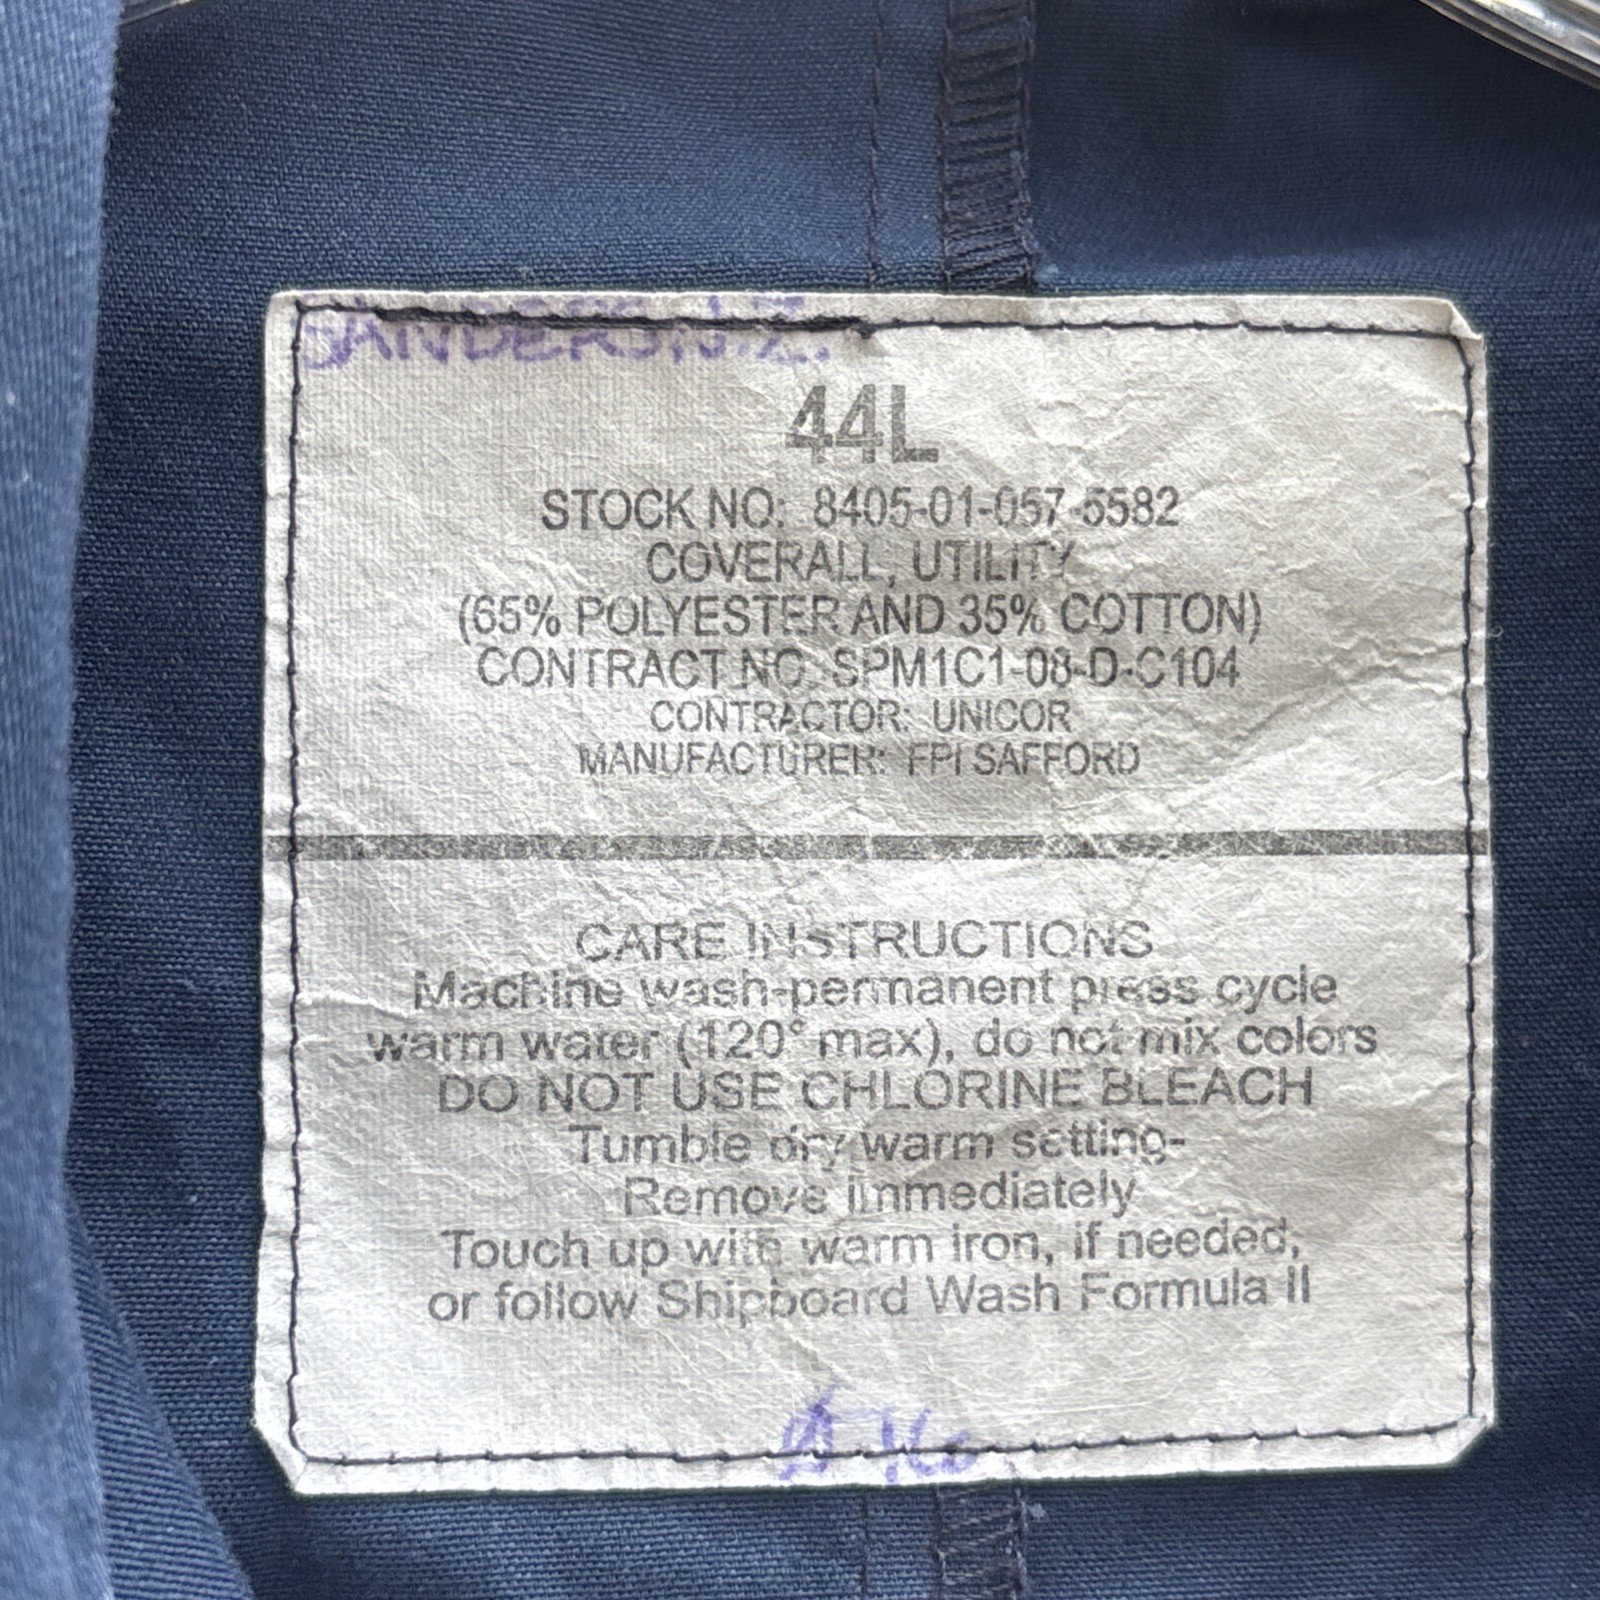 SANDERS, J.Z.
44L
STOCK NO: 8405-01-057-5582
COVERALL, UTILITY
(65% POLYESTER AND 35% COTTON)
CONTRACT NO. SPM1C1-08-D-C104
CONTRACTOR: UNICOR
MANUFACTURER: FPI SAFFORD
CARE INSTRUCTIONS
Machine wash-permanent press cycle
warm water (120° max), do not mix colors
DO NOT USE CHLORINE BLEACH
Tumble dry warm setting-
Remove immediately
Touch up with warm iron, if needed,
or follow Shipboard Wash Formula II